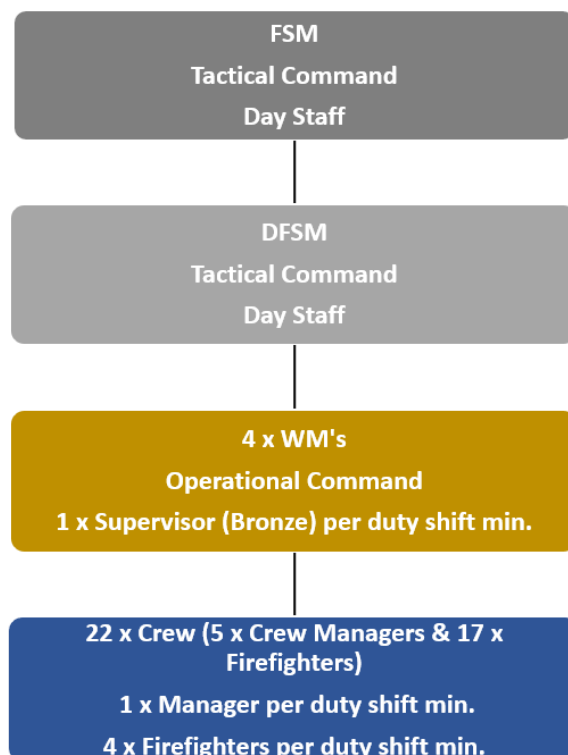 FSM
Tactical Command
Day Staff
DFSM
Tactical Command
Day Staff
4 x WM's
Operational Command
1 x Supervisor (Bronze) per duty shift min.
22 x Crew (5 x Crew Managers & 17 x
Firefighters)
1 x Manager per duty shift min.
4 x Firefighters per duty shift min.